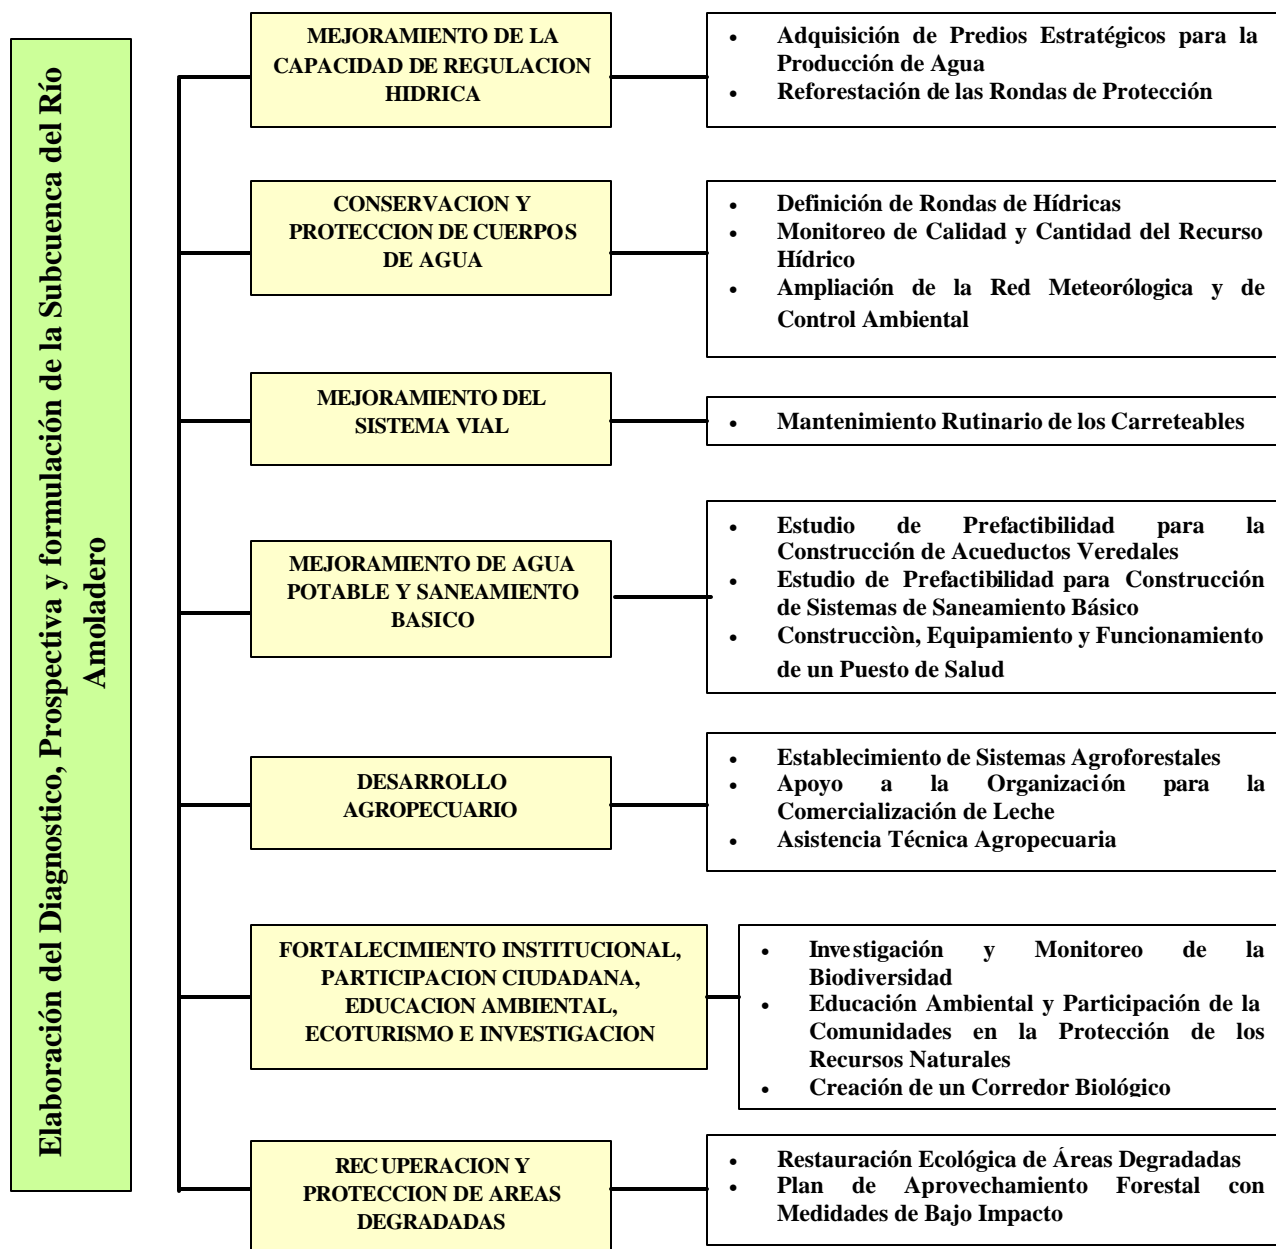 Elaboración del Diagnostico, Prospectiva y formulación de la Subcuenca del Río
Amoladero
MEJORAMIENTO DE LA
CAPACIDAD DE REGULACION
HIDRICA
• Adquisición de Predios Estratégicos para la
Producción de Agua
• Reforestación de las Rondas de Protección
CONSERVACION Y
PROTECCION DE CUERPOS
DE AGUA
• Definición de Rondas de Hídricas
• Monitoreo de Calidad y Cantidad del Recurso
Hídrico
• Ampliación de la Red Meteorólogica y de
Control Ambiental
MEJORAMIENTO DEL
SISTEMA VIAL
• Mantenimiento Rutinario de los Carreteables
MEJORAMIENTO DE AGUA
POTABLE Y SANEAMIENTO
BASICO
• Estudio de Prefactibilidad para la
Construcción de Acueductos Veredales
• Estudio de Prefactibilidad para Construcción
de Sistemas de Saneamiento Básico
• Construcciòn, Equipamiento y Funcionamiento
de un Puesto de Salud
DESARROLLO
AGROPECUARIO
• Establecimiento de Sistemas Agroforestales
• Apoyo a la Organización para la
Comercialización de Leche
• Asistencia Técnica Agropecuaria
FORTALECIMIENTO INSTITUCIONAL,
PARTICIPACION CIUDADANA,
EDUCACION AMBIENTAL,
ECOTURISMO E INVESTIGACION
• Investigación y Monitoreo de la
Biodiversidad
• Educación Ambiental y Participación de la
Comunidades en la Protección de los
Recursos Naturales
• Creación de un Corredor Biológico
RECUPERACION Y
PROTECCION DE AREAS
DEGRADADAS
• Restauración Ecológica de Áreas Degradadas
• Plan de Aprovechamiento Forestal con
Medidades de Bajo Impacto